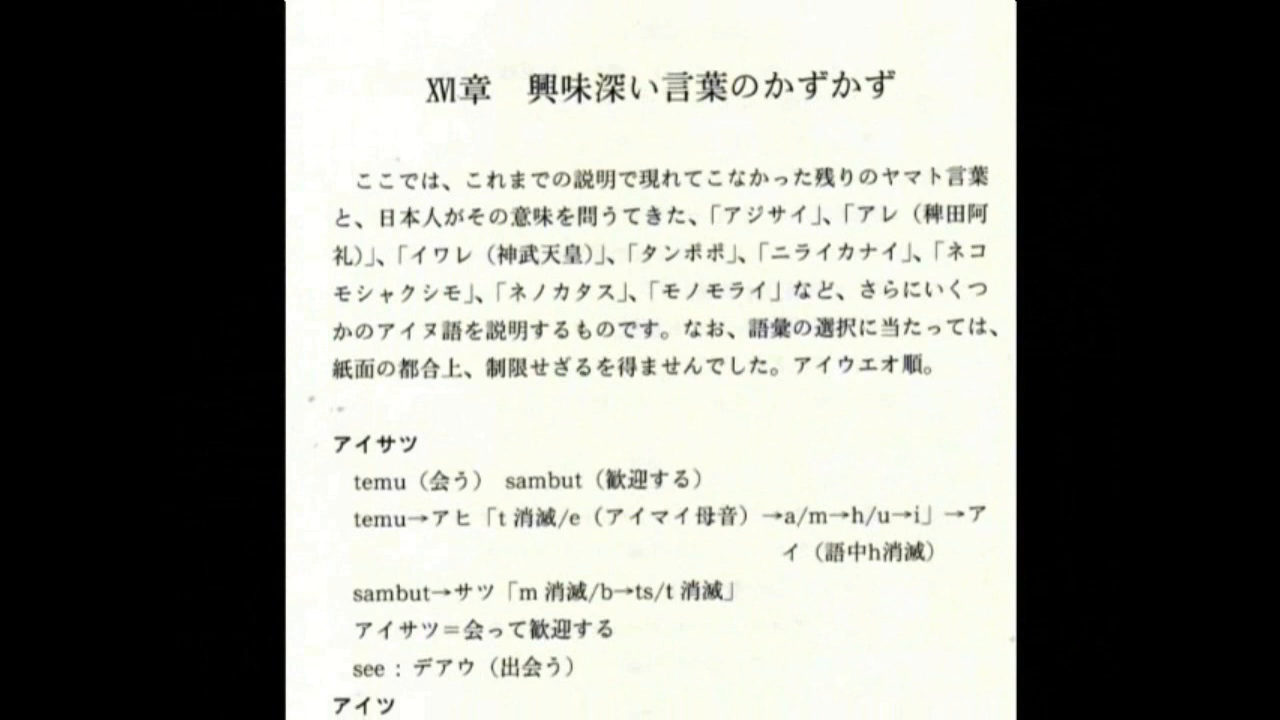 XVI章　興味深い言葉のかずかず
ここでは、これまでの説明で現れてこなかった残りのヤマト言葉
と、日本人がその意味を問うてきた、「アジサイ」、「アレ（稗田阿
礼）」、「イワレ（神武天皇）」、「タンポポ」、「ニライカナイ」、「ネコ
モシャクシモ」、「ネノカタス」、「モノモライ」など、さらにいくつ
かのアイヌ語を説明するものです。なお、語彙の選択に当たっては、
紙面の都合上、制限せざるを得ませんでした。アイウエオ順。
アイサツ
temu（会う） sambut（歓迎する）
temu→アヒ「t 消滅/e（アイマイ母音）→a/m→h/u→i」→ア
イ（語中h消滅）
sambut→サツ「m 消滅/b→ts/t 消滅」
アイサツ＝会って歓迎する
see : デアウ（出会う）
アイツ